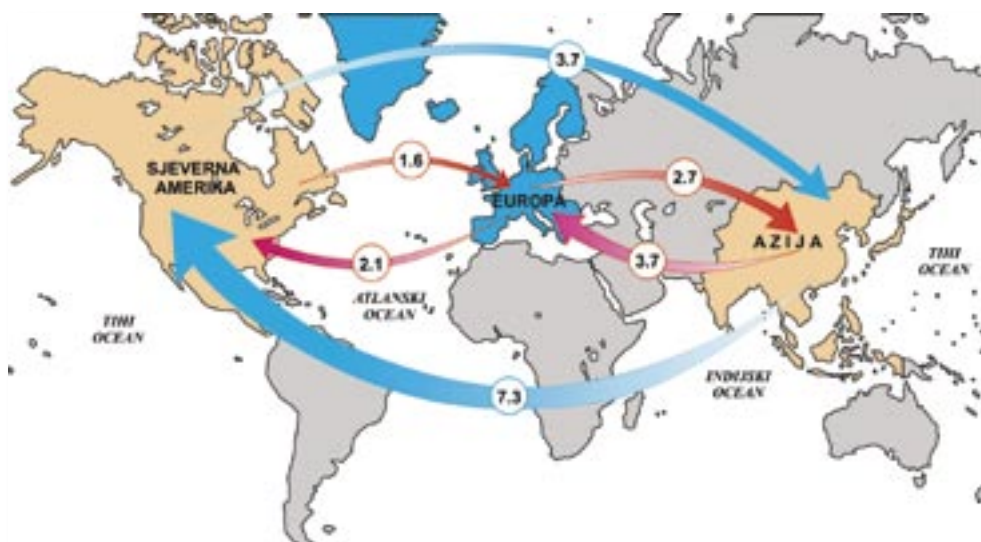 3.7
SJEVERNA
AMERIKA
1.6
2.7
EUROPA
AZIJA
2.1
3.7
TIHI
OCEAN
ATLANSKI
OCEAN
TIHI
OCEAN
INDIJSKI
OCEAN
7.3